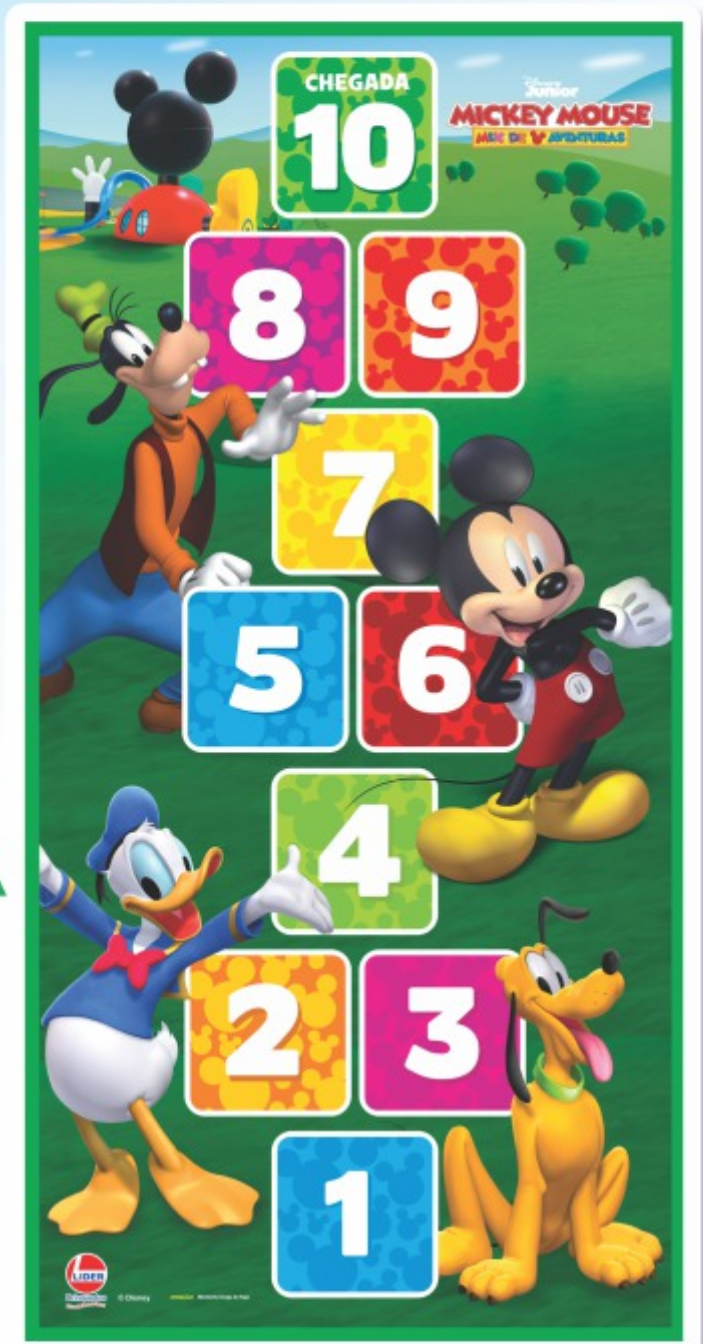 CHEGADA
10
Disney
Junior
MICKEY MOUSE
MIX DE AVENTURAS
8 9
7
5 6
4
2 3
1
LIDER
© Disney